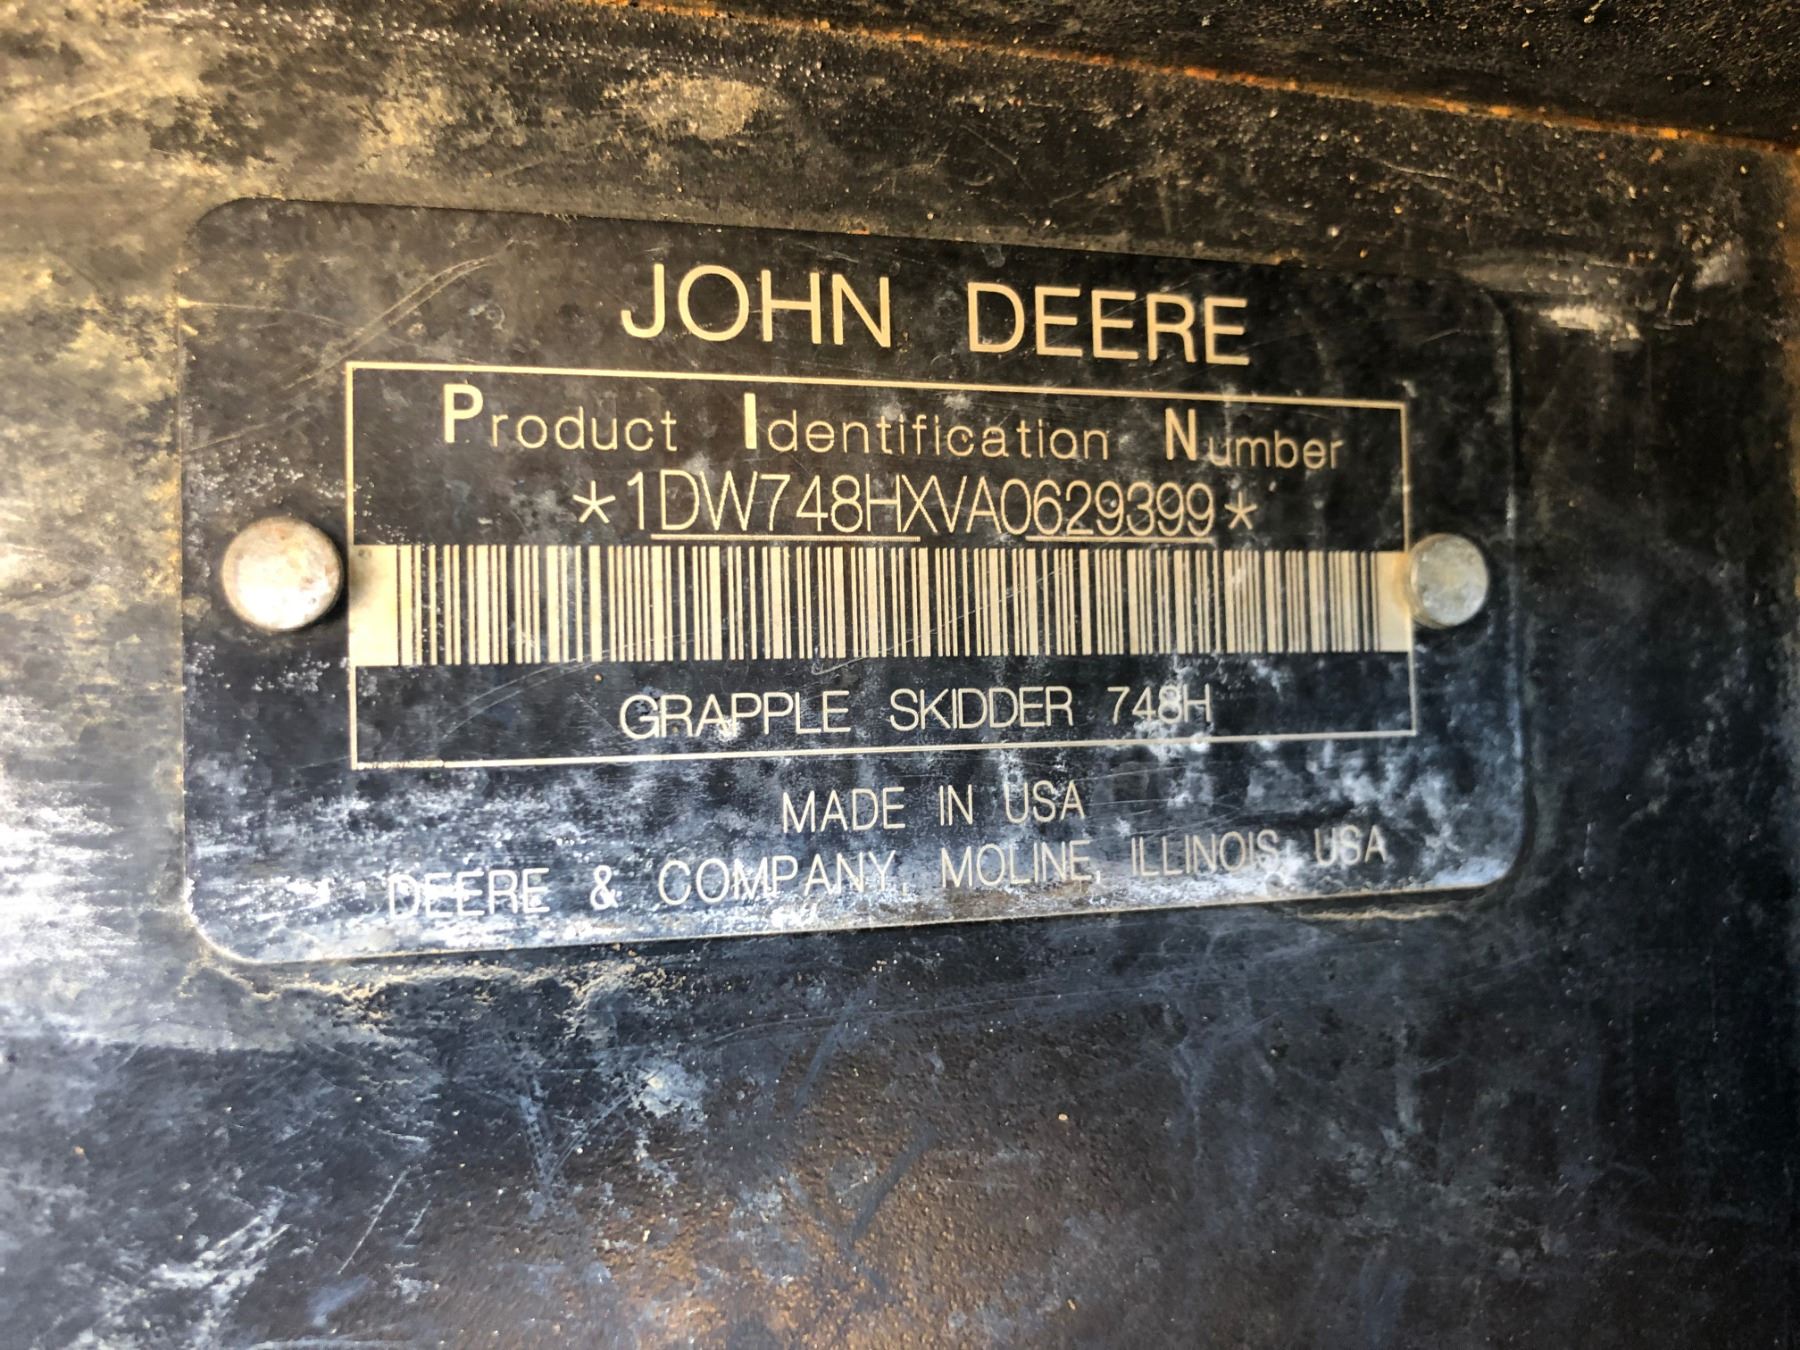 JOHN DEERE
Product Identification Number
*1DW748HXVA0629399*
GRAPPLE SKIDDER 748H
MADE IN USA
DEERE & COMPANY, MOLINE, ILLINOIS, USA